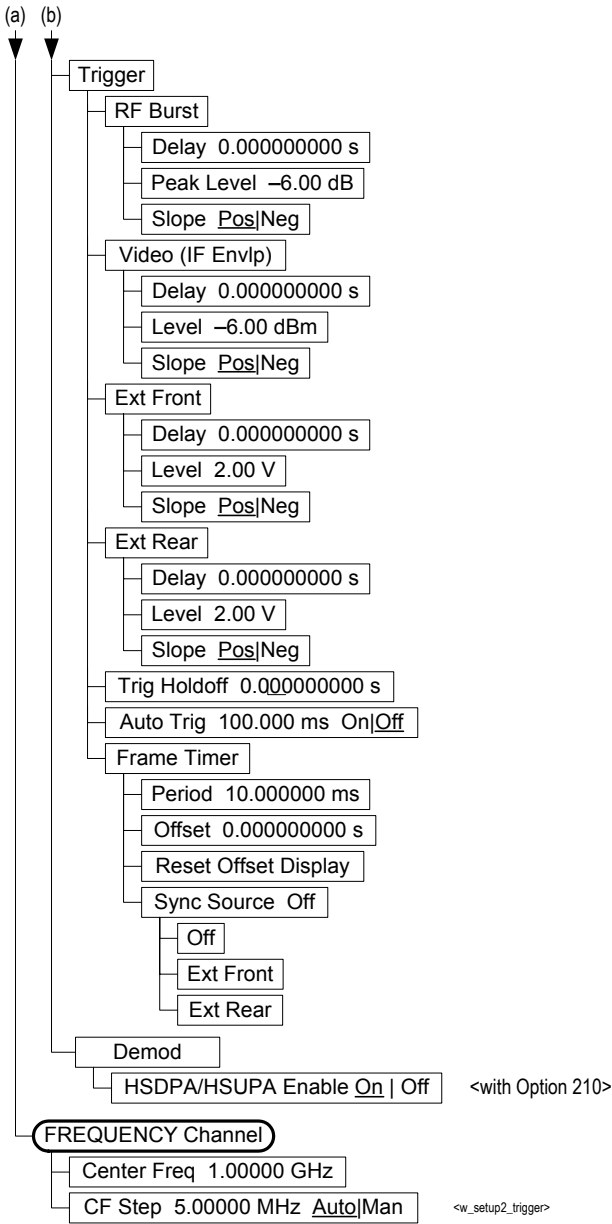 (a) (b)
Trigger
RF Burst
Delay 0.000000000 s
Peak Level –6.00 dB
Slope Pos|Neg
Video (IF Envlp)
Delay 0.000000000 s
Level –6.00 dBm
Slope Pos|Neg
Ext Front
Delay 0.000000000 s
Level 2.00 V
Slope Pos|Neg
Ext Rear
Delay 0.000000000 s
Level 2.00 V
Slope Pos|Neg
Trig Holdoff 0.000000000 s
Auto Trig 100.000 ms On|Off
Frame Timer
Period 10.000000 ms
Offset 0.000000000 s
Reset Offset Display
Sync Source Off
Off
Ext Front
Ext Rear
Demod
HSDPA/HSUPA Enable On | Off <with Option 210>
FREQUENCY Channel
Center Freq 1.00000 GHz
CF Step 5.00000 MHz Auto|Man <w_setup2_trigger>